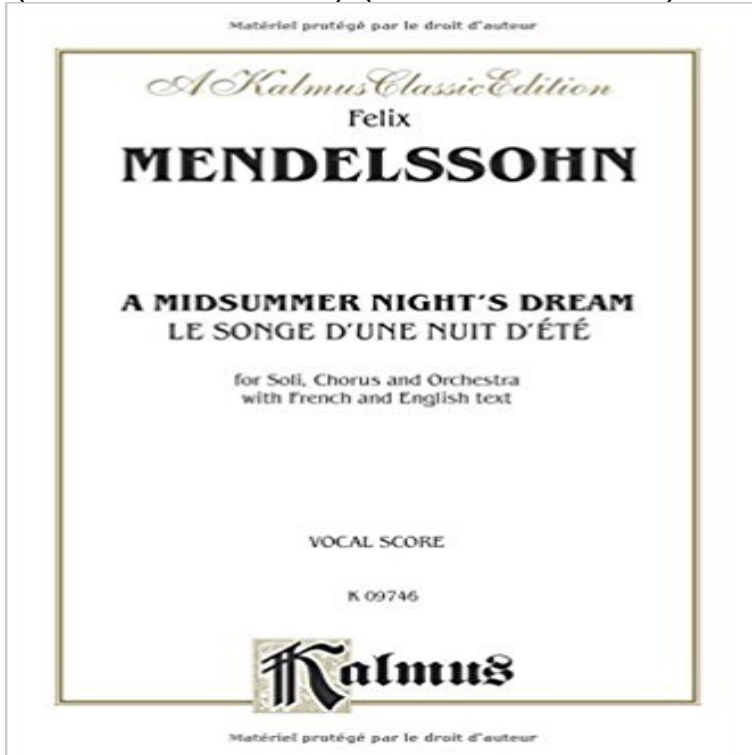 Matériel protégé par le droit d'auteur
A Kalmus Classic Edition
Felix
MENDELSSOHN
A MIDSUMMER NIGHT'S DREAM
LE SONGE D'UNE NUIT D'ÉTÉ
for Soli, Chorus and Orchestra
with French and English text
VOCAL SCORE
K 09746
Kalmus
Matériel protégé par le droit d'auteur